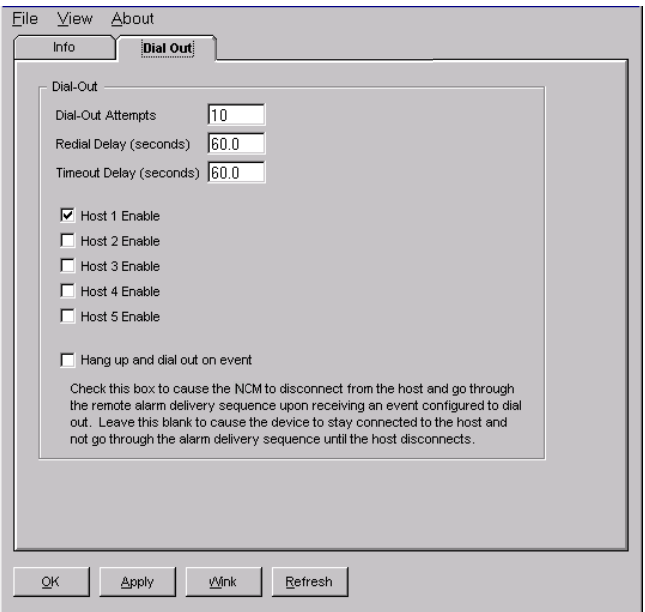 File View About
Info Dial Out
Dial-Out
Dial-Out Attempts 10
Redial Delay (seconds) 60.0
Timeout Delay (seconds) 60.0
Host 1 Enable
Host 2 Enable
Host 3 Enable
Host 4 Enable
Host 5 Enable
Hang up and dial out on event
Check this box to cause the NCM to disconnect from the host and go through
the remote alarm delivery sequence upon receiving an event configured to dial
out. Leave this blank to cause the device to stay connected to the host and
not go through the alarm delivery sequence until the host disconnects.
OK Apply Wink Refresh